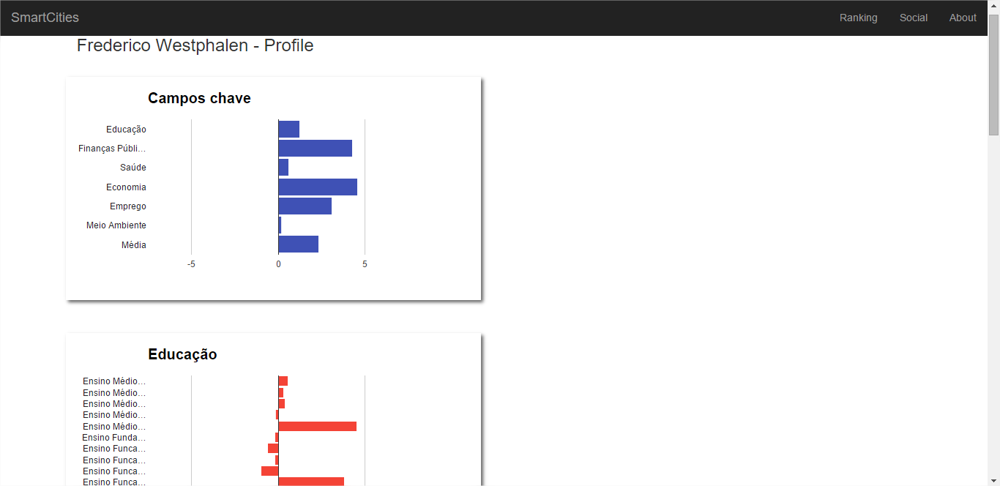 SmartCities Ranking Social About
Frederico Westphalen - Profile
Campos chave
Educação
Finanças Públi...
Saúde
Economia
Emprego
Meio Ambiente
Média
-5 0 5
Educação
Ensino Médio...
Ensino Médio...
Ensino Médio...
Ensino Médio...
Ensino Médio...
Ensino Funda...
Ensino Funca...
Ensino Funca...
Ensino Funca...
Ensino Funca...